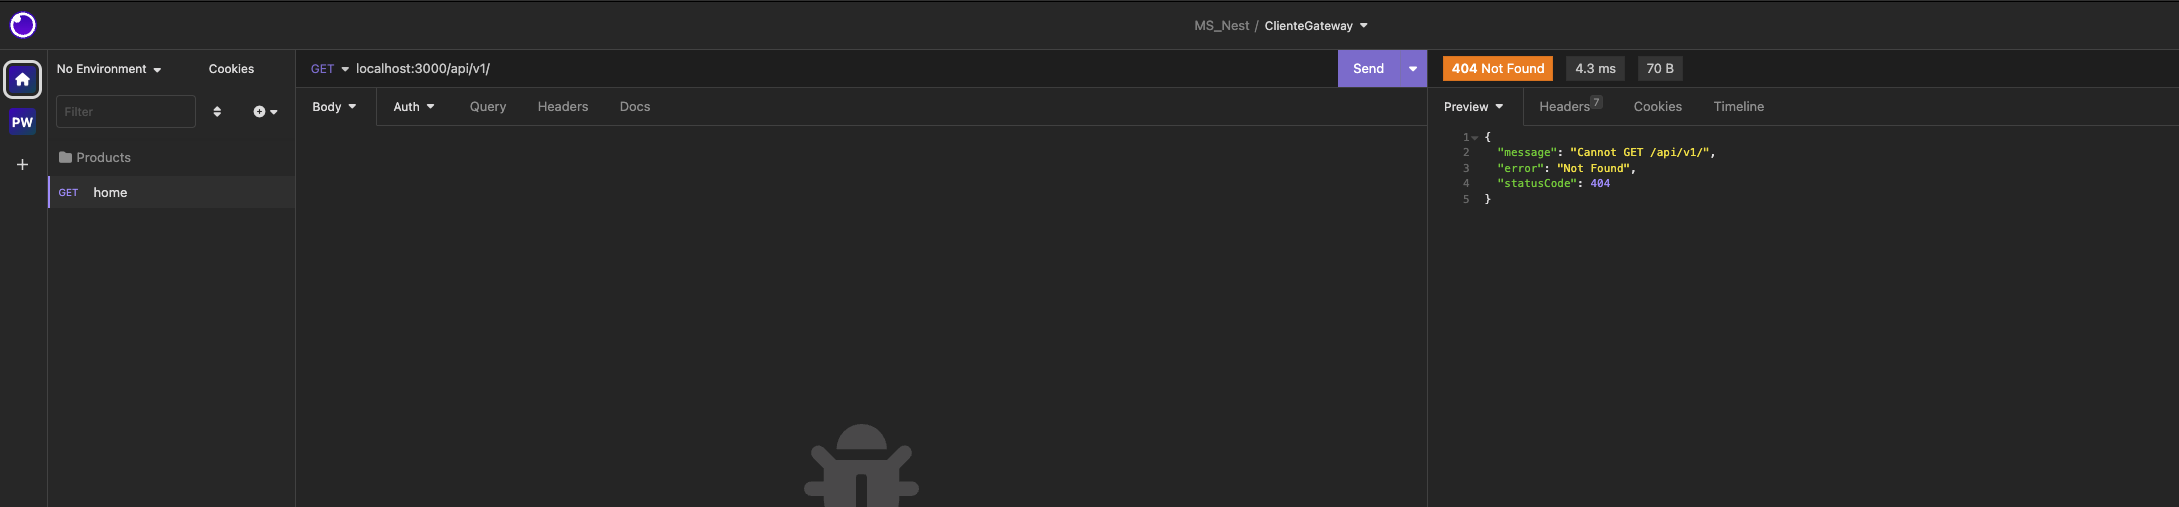 MS_Nest / ClienteGateway
No Environment
Cookies
GET localhost:3000/api/v1/
Send
404 Not Found
4.3 ms
70 B
Filter
Body
Auth
Query
Headers
Docs
Preview
Headers 7
Cookies
Timeline
PW
+
Products
GET home
1 {
2 "message": "Cannot GET /api/v1/",
3 "error": "Not Found",
4 "statusCode": 404
5 }